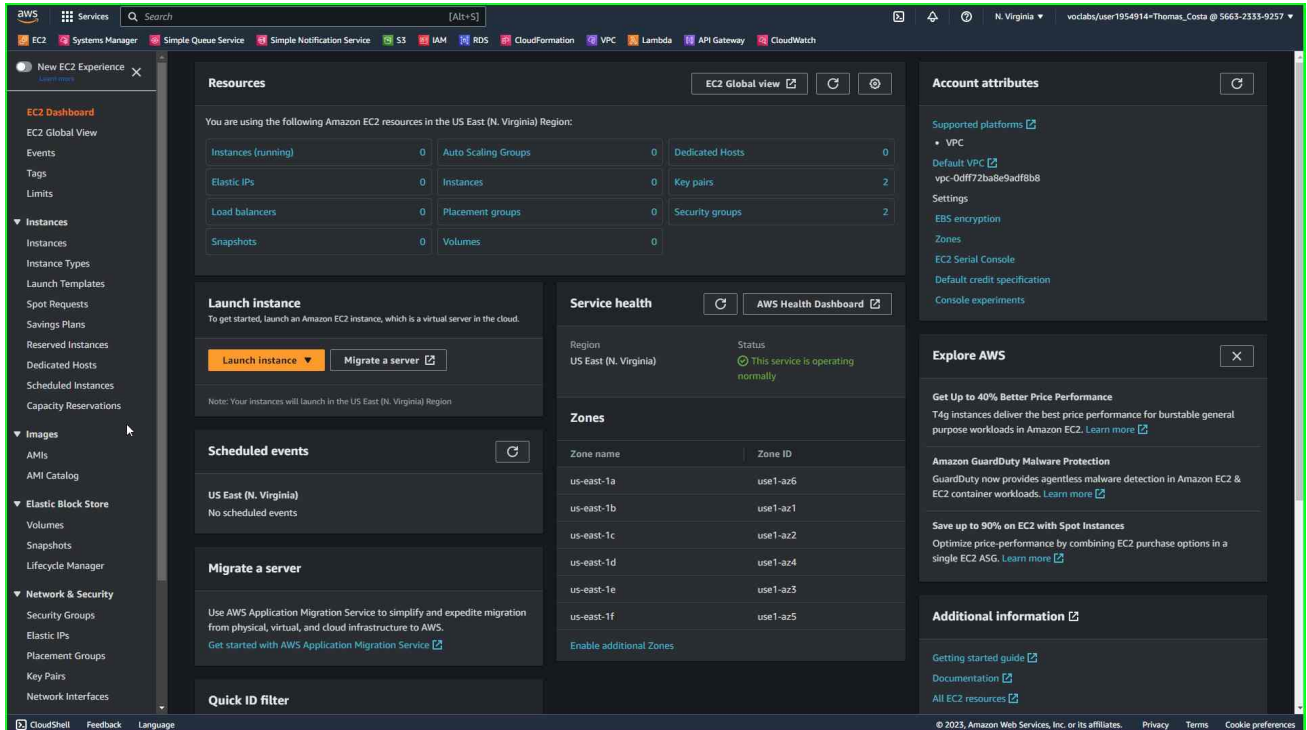 aws
Services
Search
[Alt+S]
N. Virginia
voclabs/user1954914=Thomas_Costa @ 5663-2333-9257
EC2
Systems Manager
Simple Queue Service
Simple Notification Service
S3
IAM
RDS
CloudFormation
VPC
Lambda
API Gateway
CloudWatch
New EC2 Experience
Learn more
EC2 Dashboard
EC2 Global View
Events
Tags
Limits
Instances
Instances
Instance Types
Launch Templates
Spot Requests
Savings Plans
Reserved Instances
Dedicated Hosts
Scheduled Instances
Capacity Reservations
Images
AMIs
AMI Catalog
Elastic Block Store
Volumes
Snapshots
Lifecycle Manager
Network & Security
Security Groups
Elastic IPs
Placement Groups
Key Pairs
Network Interfaces
Resources
EC2 Global view
You are using the following Amazon EC2 resources in the US East (N. Virginia) Region:
Instances (running) 0
Auto Scaling Groups 0
Dedicated Hosts 0
Elastic IPs 0
Instances 0
Key pairs 2
Load balancers 0
Placement groups 0
Security groups 2
Snapshots 0
Volumes 0
Launch instance
To get started, launch an Amazon EC2 instance, which is a virtual server in the cloud.
Launch instance
Migrate a server
Note: Your instances will launch in the US East (N. Virginia) Region
Scheduled events
US East (N. Virginia)
No scheduled events
Migrate a server
Use AWS Application Migration Service to simplify and expedite migration
from physical, virtual, and cloud infrastructure to AWS.
Get started with AWS Application Migration Service
Quick ID filter
Service health
AWS Health Dashboard
Region
US East (N. Virginia)
Status
This service is operating
normally
Zones
Zone name Zone ID
us-east-1a use1-az6
us-east-1b use1-az1
us-east-1c use1-az2
us-east-1d use1-az4
us-east-1e use1-az3
us-east-1f use1-az5
Enable additional Zones
Account attributes
Supported platforms
• VPC
Default VPC
vpc-0dff72ba8e9adf8b8
Settings
EBS encryption
Zones
EC2 Serial Console
Default credit specification
Console experiments
Explore AWS
Get Up to 40% Better Price Performance
T4g instances deliver the best price performance for burstable general
purpose workloads in Amazon EC2. Learn more
Amazon GuardDuty Malware Protection
GuardDuty now provides agentless malware detection in Amazon EC2 &
EC2 container workloads. Learn more
Save up to 90% on EC2 with Spot Instances
Optimize price-performance by combining EC2 purchase options in a
single EC2 ASG. Learn more
Additional information
Getting started guide
Documentation
All EC2 resources
CloudShell
Feedback
Language
© 2023, Amazon Web Services, Inc. or its affiliates.
Privacy
Terms
Cookie preferences